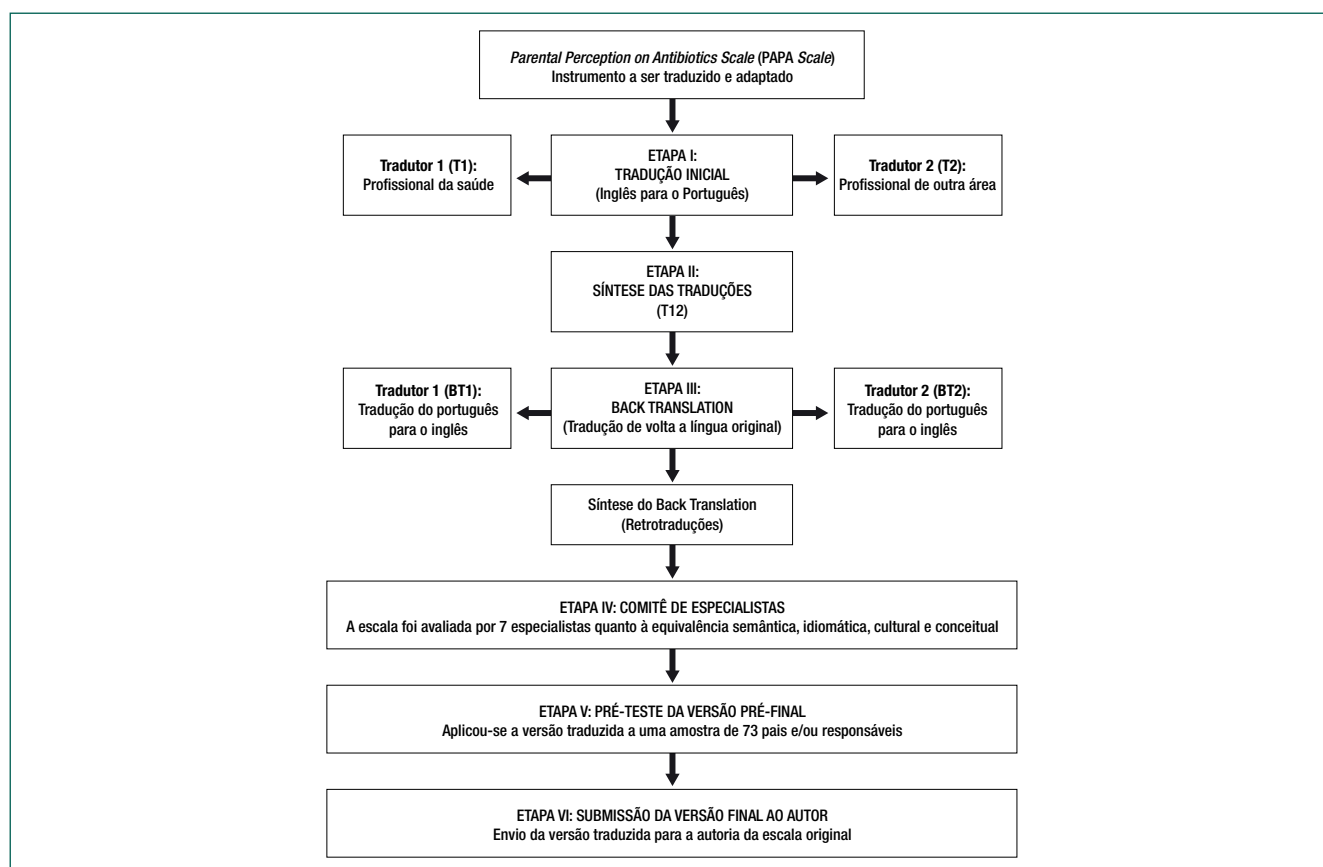 Parental Perception on Antibiotics Scale (PAPA Scale)
Instrumento a ser traduzido e adaptado
Tradutor 1 (T1):
Profissional da saúde
ETAPA I:
TRADUÇÃO INICIAL
(Inglês para o Português)
Tradutor 2 (T2):
Profissional de outra área
ETAPA II:
SÍNTESE DAS TRADUÇÕES
(T12)
Tradutor 1 (BT1):
Tradução do português
para o inglês
ETAPA III:
BACK TRANSLATION
(Tradução de volta a língua original)
Tradutor 2 (BT2):
Tradução do português
para o inglês
Síntese do Back Translation
(Retrotraduções)
ETAPA IV: COMITÊ DE ESPECIALISTAS
A escala foi avaliada por 7 especialistas quanto à equivalência semântica, idiomática, cultural e conceitual
ETAPA V: PRÉ-TESTE DA VERSÃO PRÉ-FINAL
Aplicou-se a versão traduzida a uma amostra de 73 pais e/ou responsáveis
ETAPA VI: SUBMISSÃO DA VERSÃO FINAL AO AUTOR
Envio da versão traduzida para a autoria da escala original